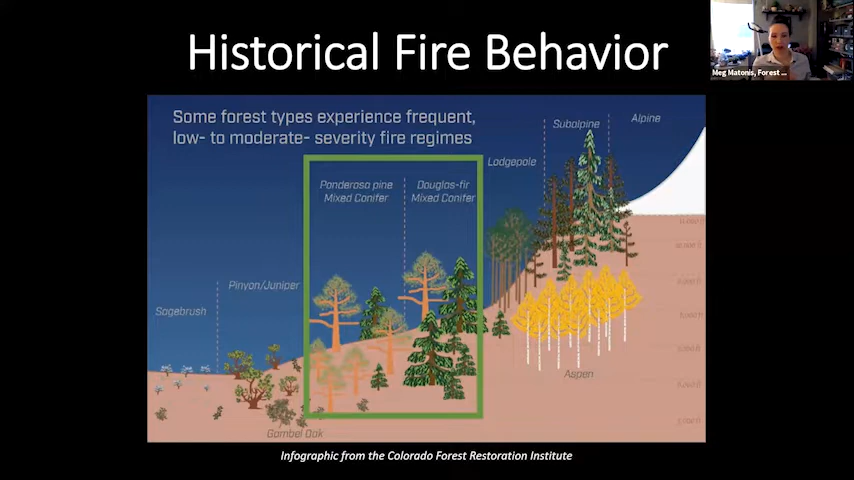 Historical Fire Behavior
Meg Matonis, Forest ...
Some forest types experience frequent,
low- to moderate- severity fire regimes
Subalpine
Alpine
Lodgepole
Ponderosa pine
Mixed Conifer
Douglas-fir
Mixed Conifer
Pinyon/Juniper
Sagebrush
Aspen
Gambel Oak
Infographic from the Colorado Forest Restoration Institute